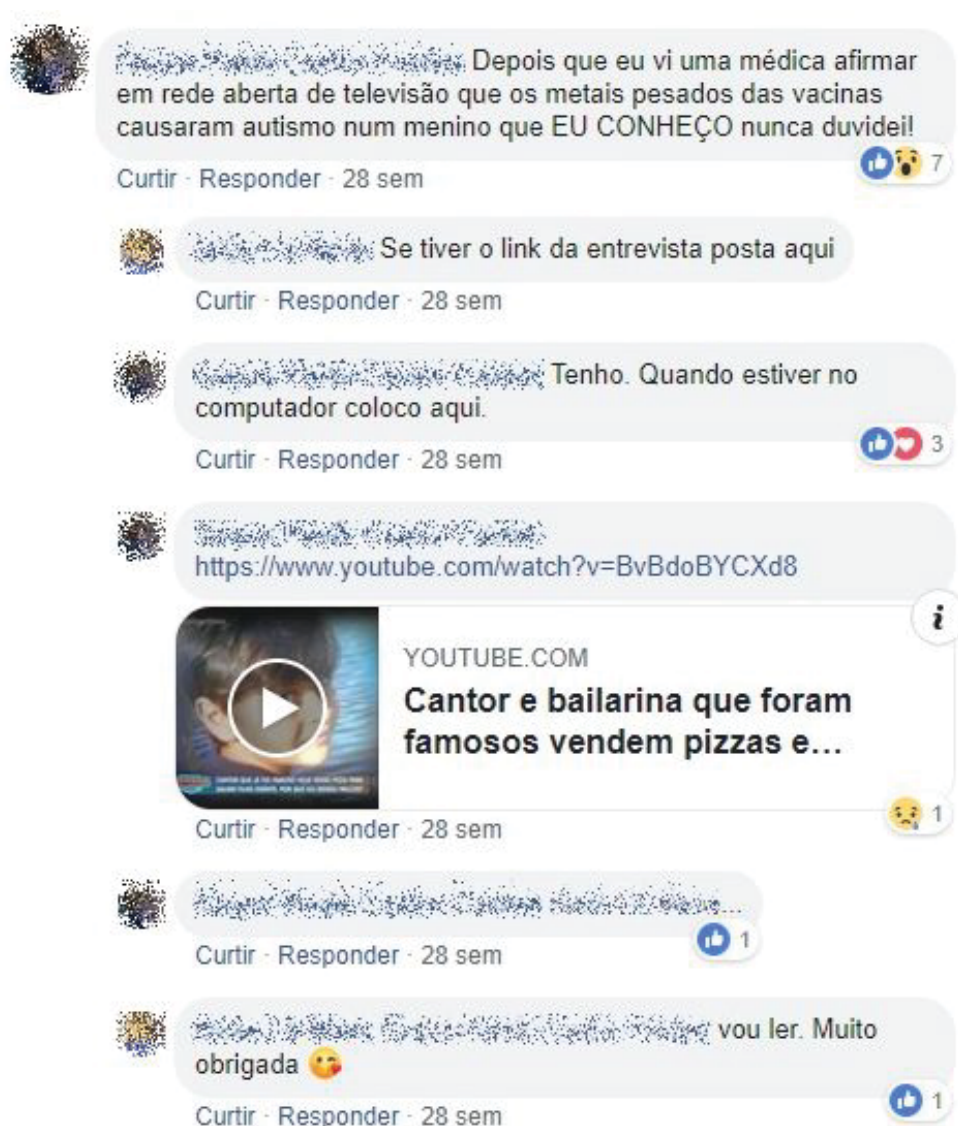 Depois que eu vi uma médica afirmar
em rede aberta de televisão que os metais pesados das vacinas
causaram autismo num menino que EU CONHEÇO nunca duvidei!
7
Curtir · Responder · 28 sem
Se tiver o link da entrevista posta aqui
Curtir · Responder · 28 sem
Tenho. Quando estiver no
computador coloco aqui.
3
Curtir · Responder · 28 sem
https://www.youtube.com/watch?v=BvBdoBYCXd8
i
YOUTUBE.COM
Cantor e bailarina que foram
famosos vendem pizzas e...
1
Curtir · Responder · 28 sem
...
1
Curtir · Responder · 28 sem
vou ler. Muito
obrigada
1
Curtir · Responder · 28 sem